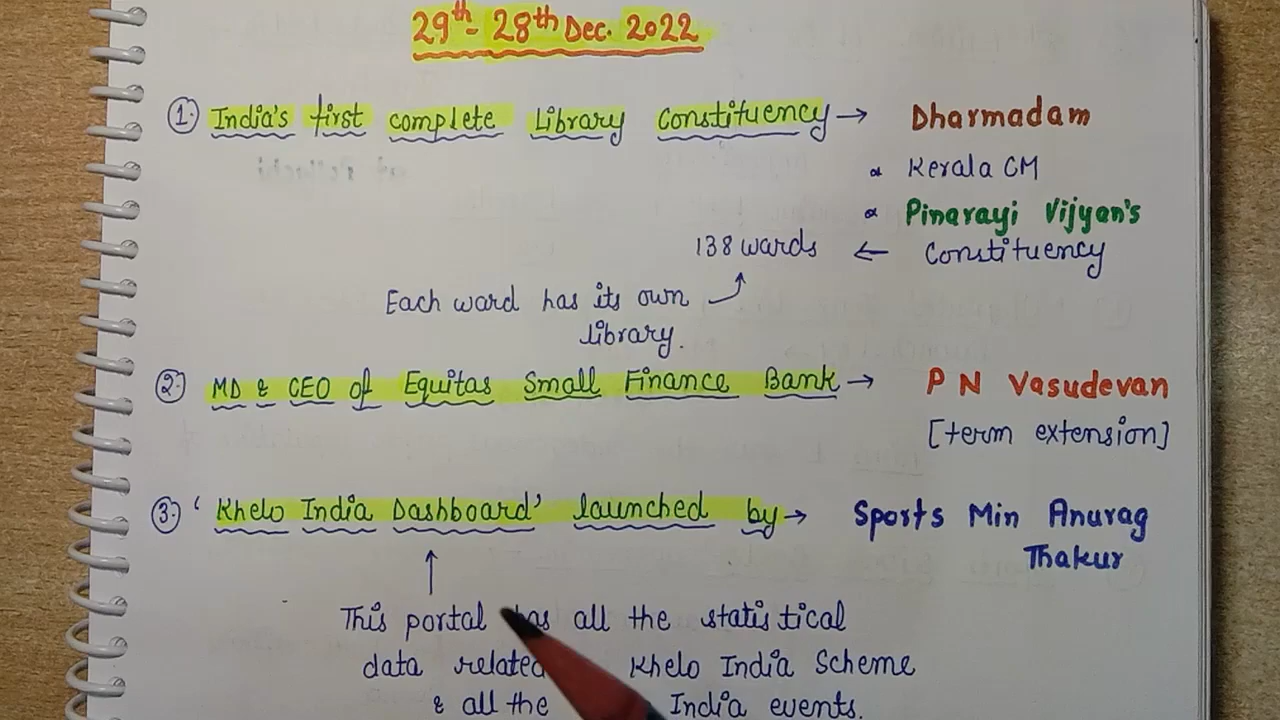 29th - 28th Dec. 2022
1. India's first complete Library Constituency → Dharmadam
Kerala CM
Pinarayi Vijyan's
138 wards ← Constituency
Each ward has its own
library.
2. MD & CEO of Equitas Small Finance Bank → P N Vasudevan
[term extension]
3. 'Khelo India Dashboard' launched by → Sports Min Anurag
Thakur
This portal has all the statistical
data related Khelo India Scheme
& all the India events.